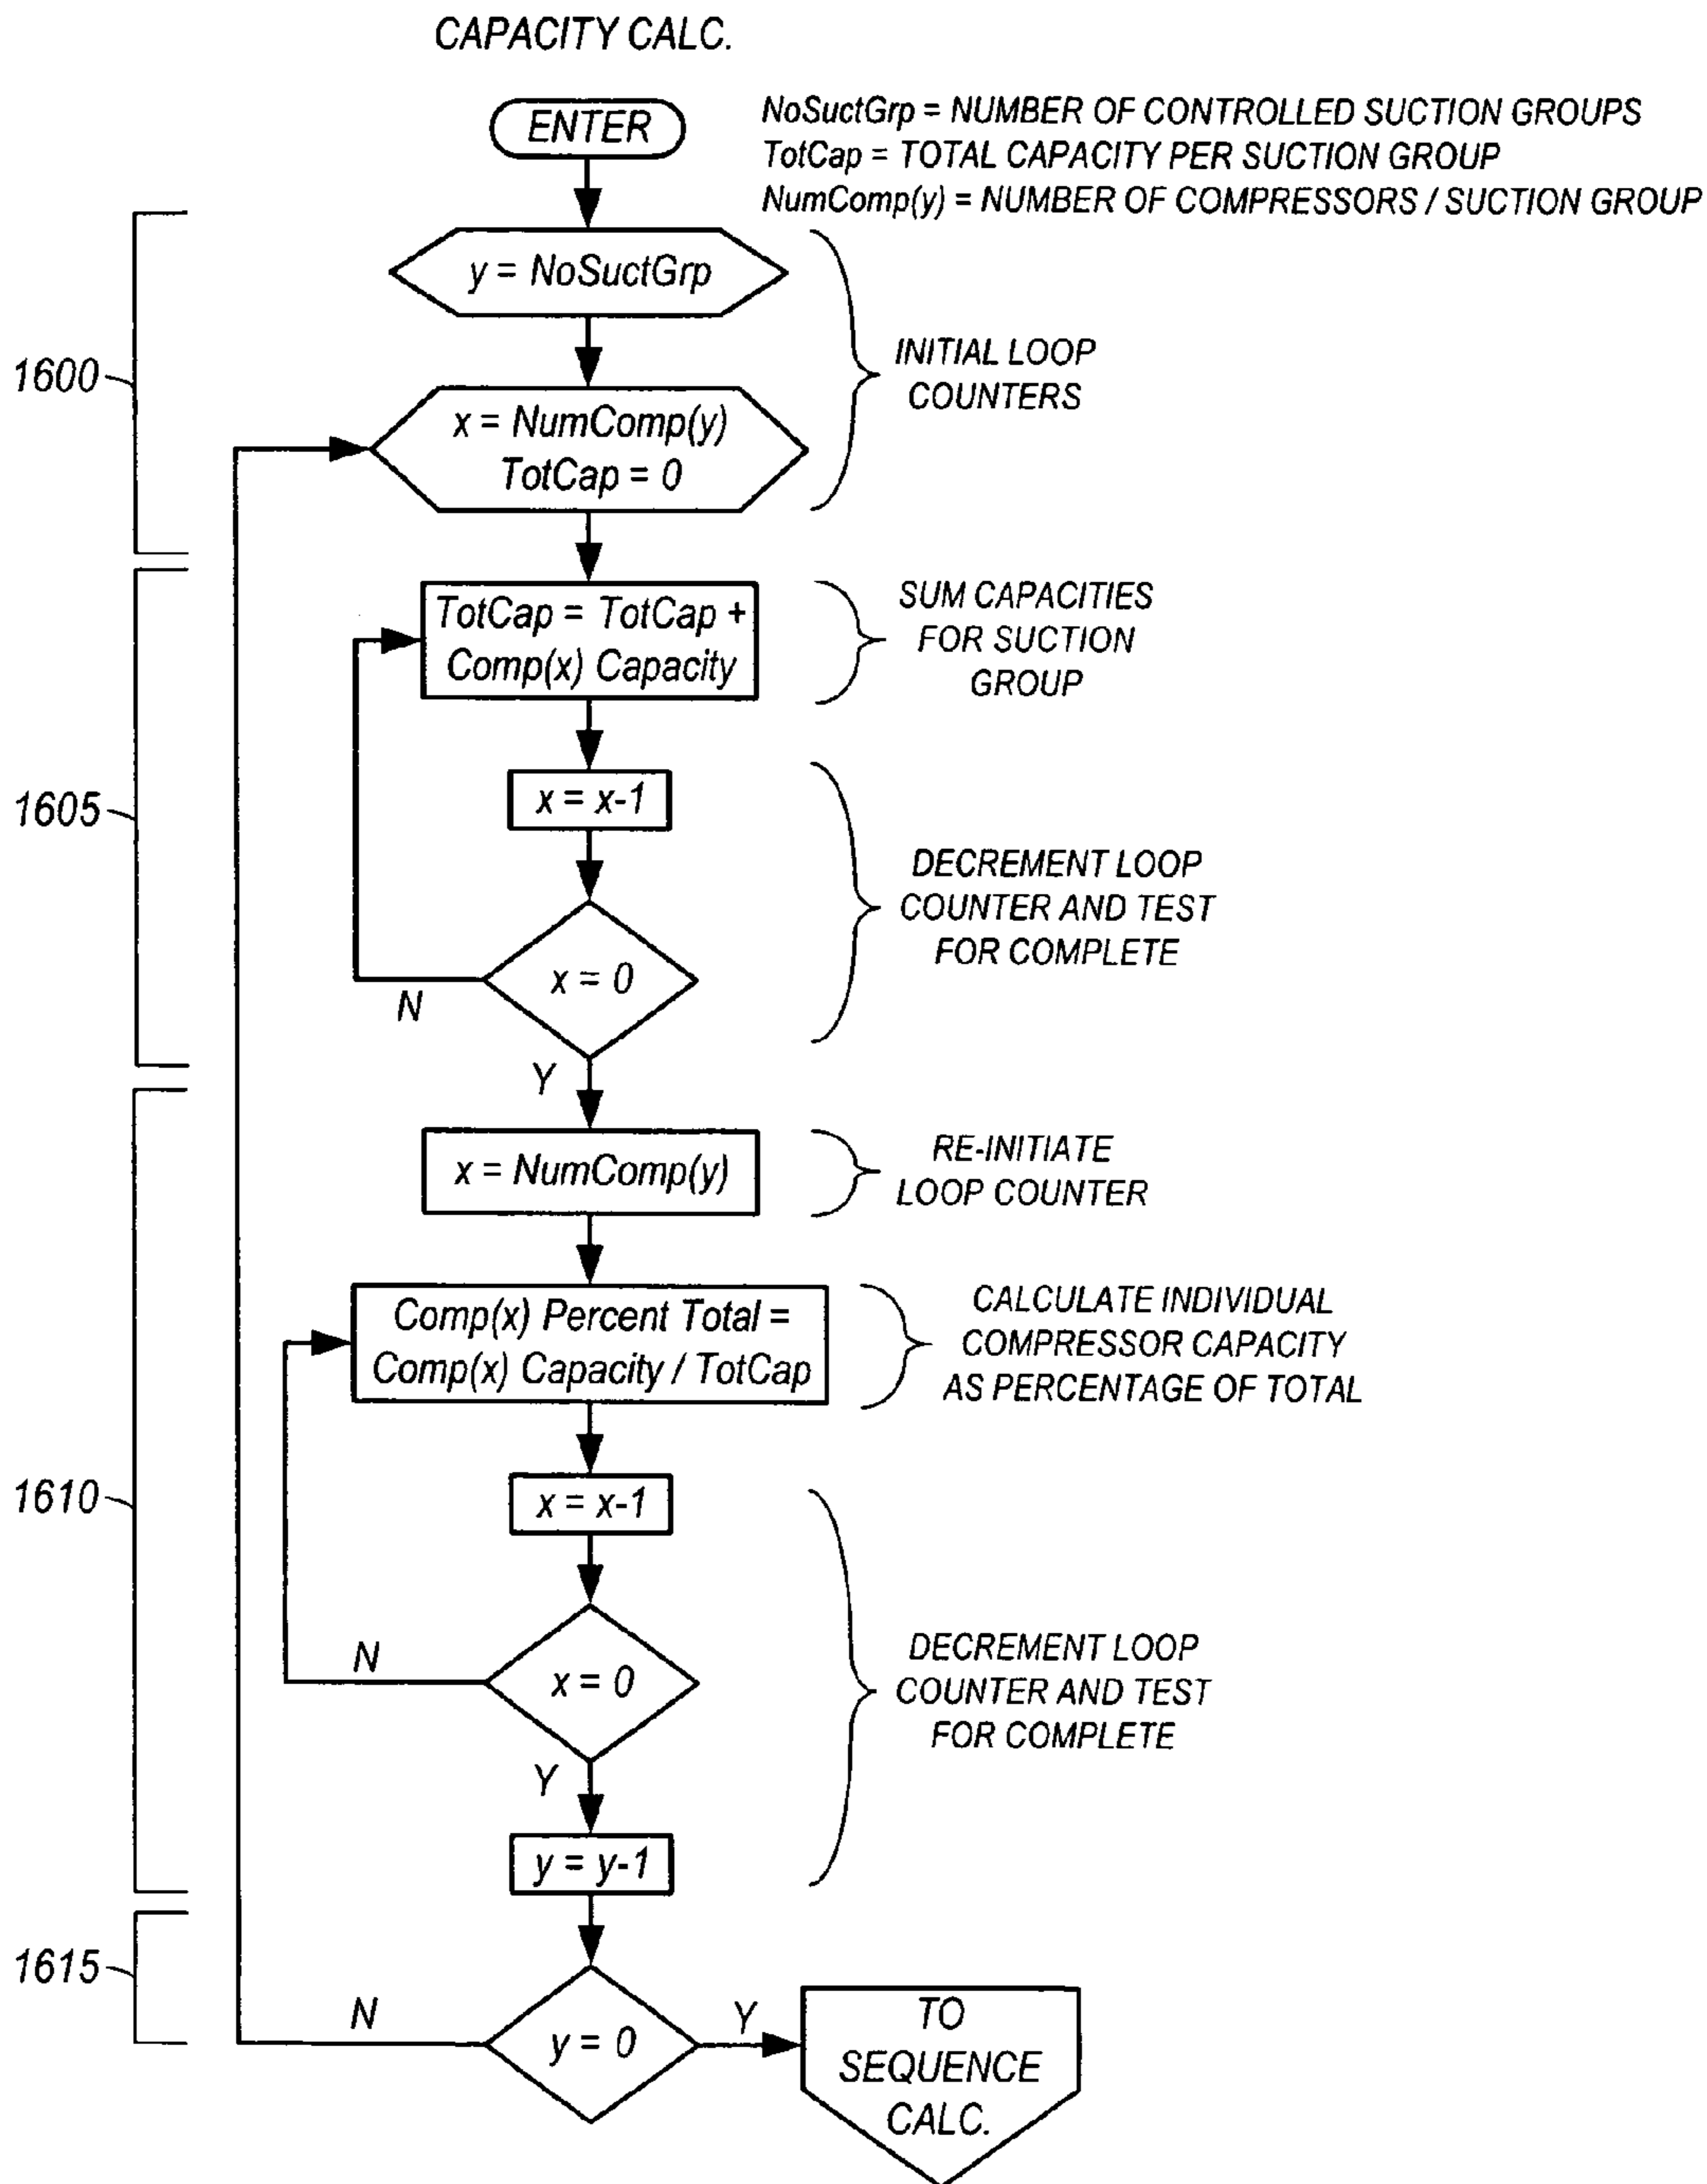 CAPACITY CALC.
ENTER
NoSuctGrp = NUMBER OF CONTROLLED SUCTION GROUPS
TotCap = TOTAL CAPACITY PER SUCTION GROUP
NumComp(y) = NUMBER OF COMPRESSORS / SUCTION GROUP
1600
y = NoSuctGrp
x = NumComp(y)
TotCap = 0
INITIAL LOOP
COUNTERS
1605
TotCap = TotCap +
Comp(x) Capacity
SUM CAPACITIES
FOR SUCTION
GROUP
x = x-1
x = 0
N
Y
DECREMENT LOOP
COUNTER AND TEST
FOR COMPLETE
1610
x = NumComp(y)
RE-INITIATE
LOOP COUNTER
Comp(x) Percent Total =
Comp(x) Capacity / TotCap
CALCULATE INDIVIDUAL
COMPRESSOR CAPACITY
AS PERCENTAGE OF TOTAL
x = x-1
x = 0
N
Y
y = y-1
DECREMENT LOOP
COUNTER AND TEST
FOR COMPLETE
1615
N
y = 0
Y
TO
SEQUENCE
CALC.